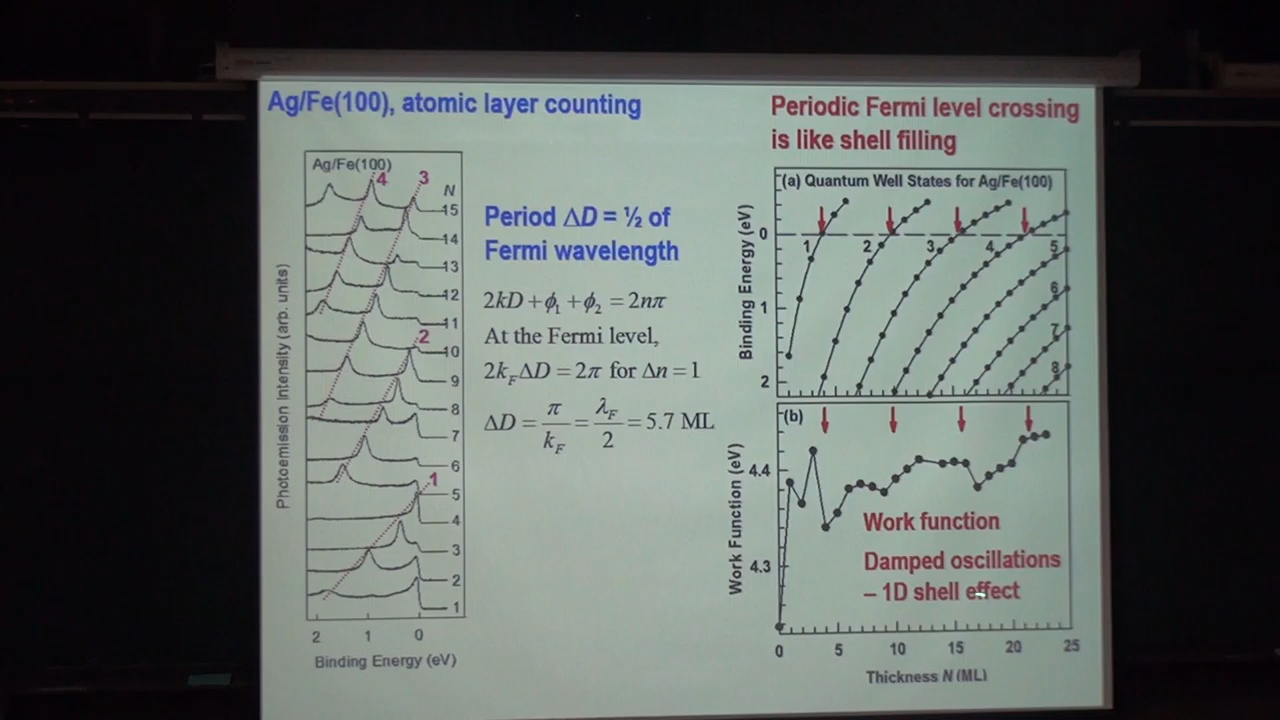 Ag/Fe(100), atomic layer counting
Ag/Fe(100)
4
3
N
15
14
13
12
11
2
10
9
8
7
6
1
5
4
3
2
1
Photoemission Intensity (arb. units)
2 1 0
Binding Energy (eV)
Period ΔD = ½ of
Fermi wavelength
2kD + ϕ₁ + ϕ₂ = 2nπ
At the Fermi level,
2k_FΔD = 2π for Δn = 1
ΔD = π/k_F = λ_F/2 = 5.7 ML
Periodic Fermi level crossing
is like shell filling
(a) Quantum Well States for Ag/Fe(100)
Binding Energy (eV)
0
1 2 3 4 5
6
1
7
8
2
(b)
Work Function (eV)
4.4
4.3
Work function
Damped oscillations
– 1D shell effect
0 5 10 15 20 25
Thickness N (ML)